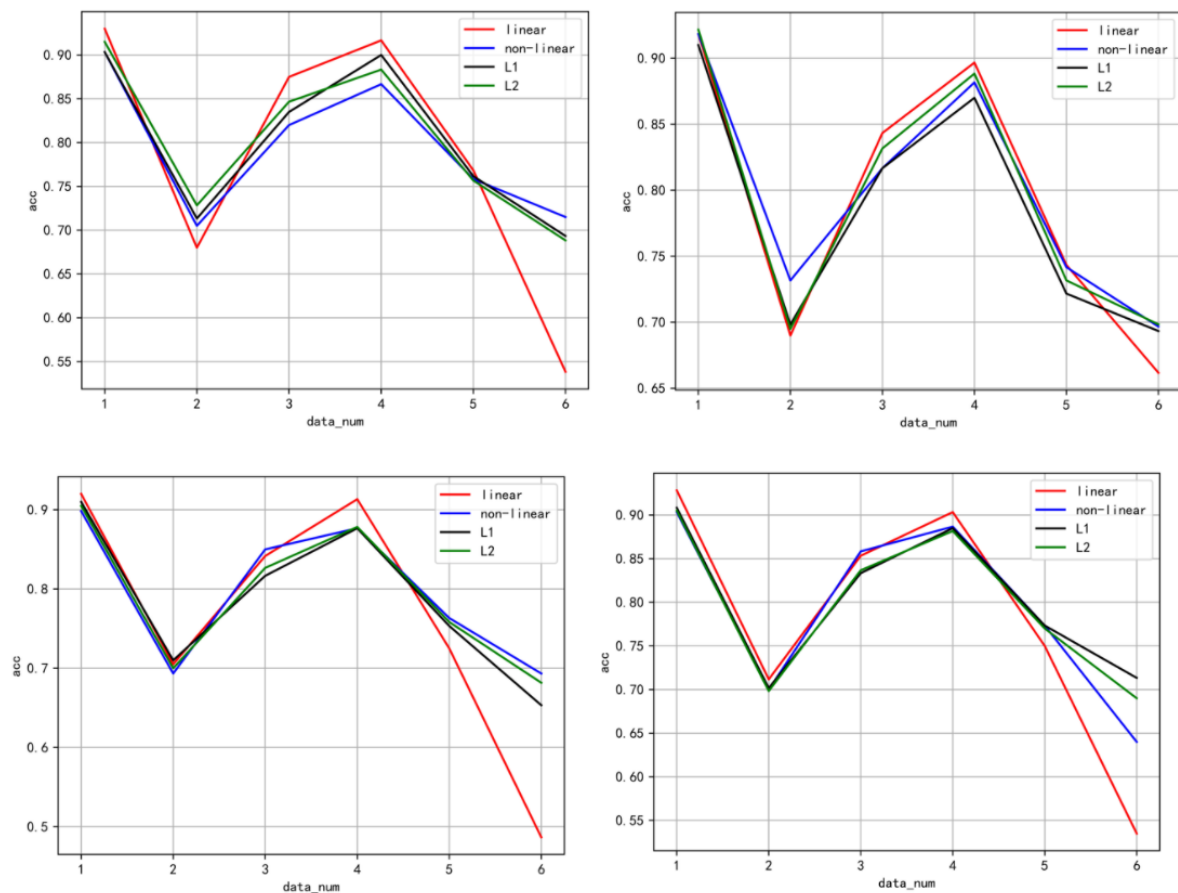 linear
non-linear
L1
L2
acc
0.90
0.85
0.80
0.75
0.70
0.65
0.60
0.55
1 2 3 4 5 6
data_num
linear
non-linear
L1
L2
acc
0.90
0.85
0.80
0.75
0.70
0.65
1 2 3 4 5 6
data_num
linear
non-linear
L1
L2
acc
0.9
0.8
0.7
0.6
0.5
1 2 3 4 5 6
data_num
linear
non-linear
L1
L2
acc
0.90
0.85
0.80
0.75
0.70
0.65
0.60
0.55
1 2 3 4 5 6
data_num